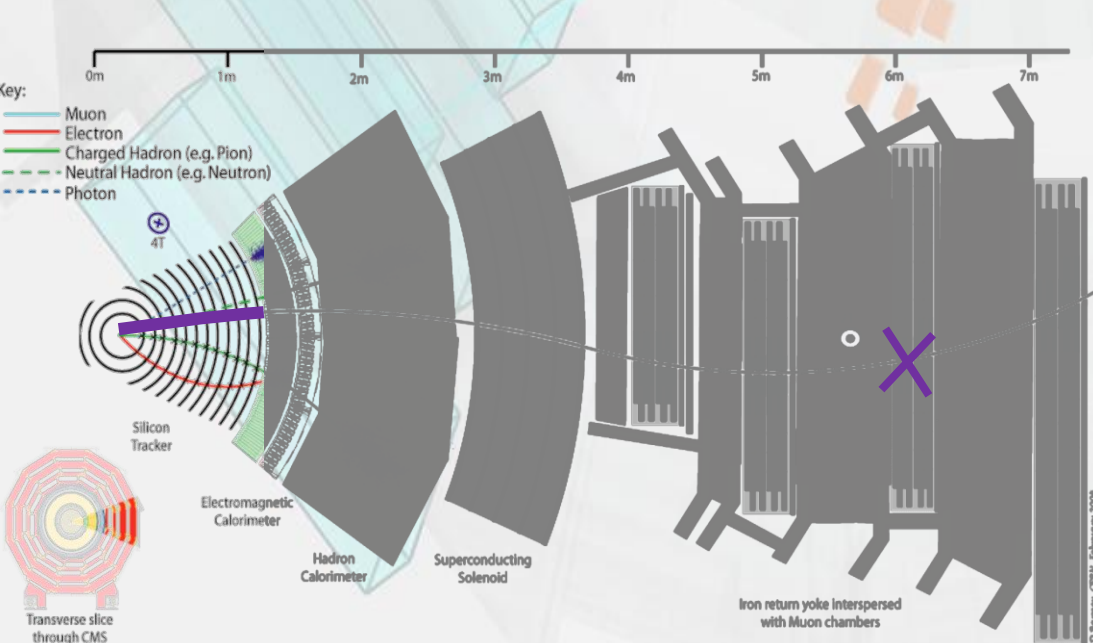 0m 1m 2m 3m 4m 5m 6m 7m
Key:
Muon
Electron
Charged Hadron (e.g. Pion)
Neutral Hadron (e.g. Neutron)
Photon
4T
Silicon
Tracker
Electromagnetic
Calorimeter
Hadron
Calorimeter
Superconducting
Solenoid
Iron return yoke interspersed
with Muon chambers
Transverse slice
through CMS